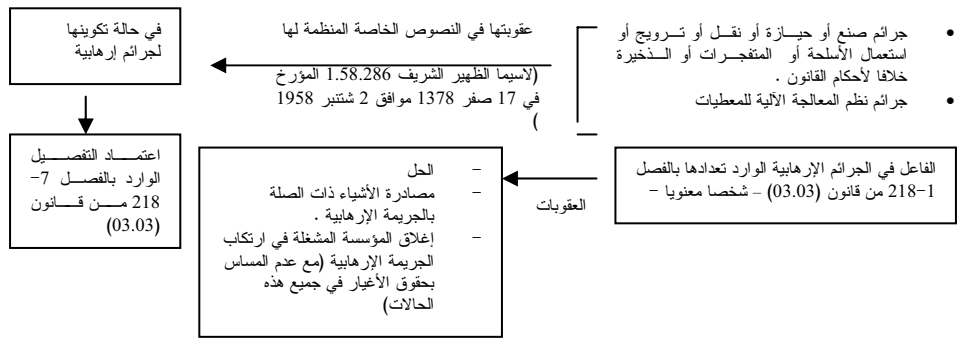 • جرائم صنع أو حيازة أو نقل أو ترويج أو
استعمال الأسلحة أو المتفجرات أو الذخيرة
خلافا لأحكام القانون .
• جرائم نظم المعالجة الآلية للمعطيات
عقوبتها في النصوص الخاصة المنظمة لها
(لاسيما الظهير الشريف 1.58.286 المؤرخ
في 17 صفر 1378 موافق 2 شتنبر 1958
)
في حالة تكوينها
لجرائم إرهابية
اعتماد التفصيل
الوارد بالفصل 7-
218 من قانون
(03.03)
الفاعل في الجرائم الإرهابية الوارد تعدادها بالفصل
1-218 من قانون (03.03) – شخصا معنويا –
العقوبات
- الحل
- مصادرة الأشياء ذات الصلة
بالجريمة الإرهابية .
- إغلاق المؤسسة المشغلة في ارتكاب
الجريمة الإرهابية (مع عدم المساس
بحقوق الأغيار في جميع هذه
الحالات)